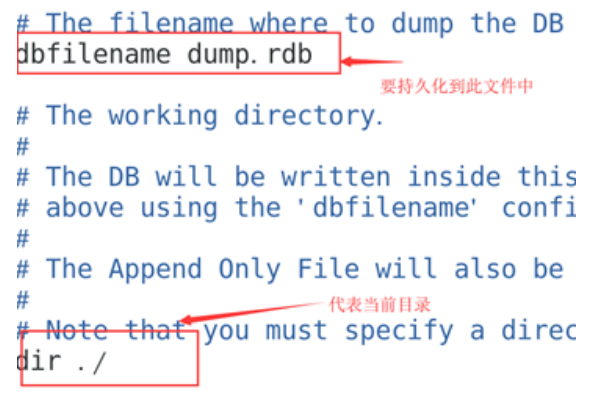 # The filename where to dump the DB
dbfilename dump.rdb
要持久化到此文件中
# The working directory.
#
# The DB will be written inside this
# above using the 'dbfilename' confi
#
# The Append Only File will also be
#
代表当前目录
# Note that you must specify a direc
dir ./